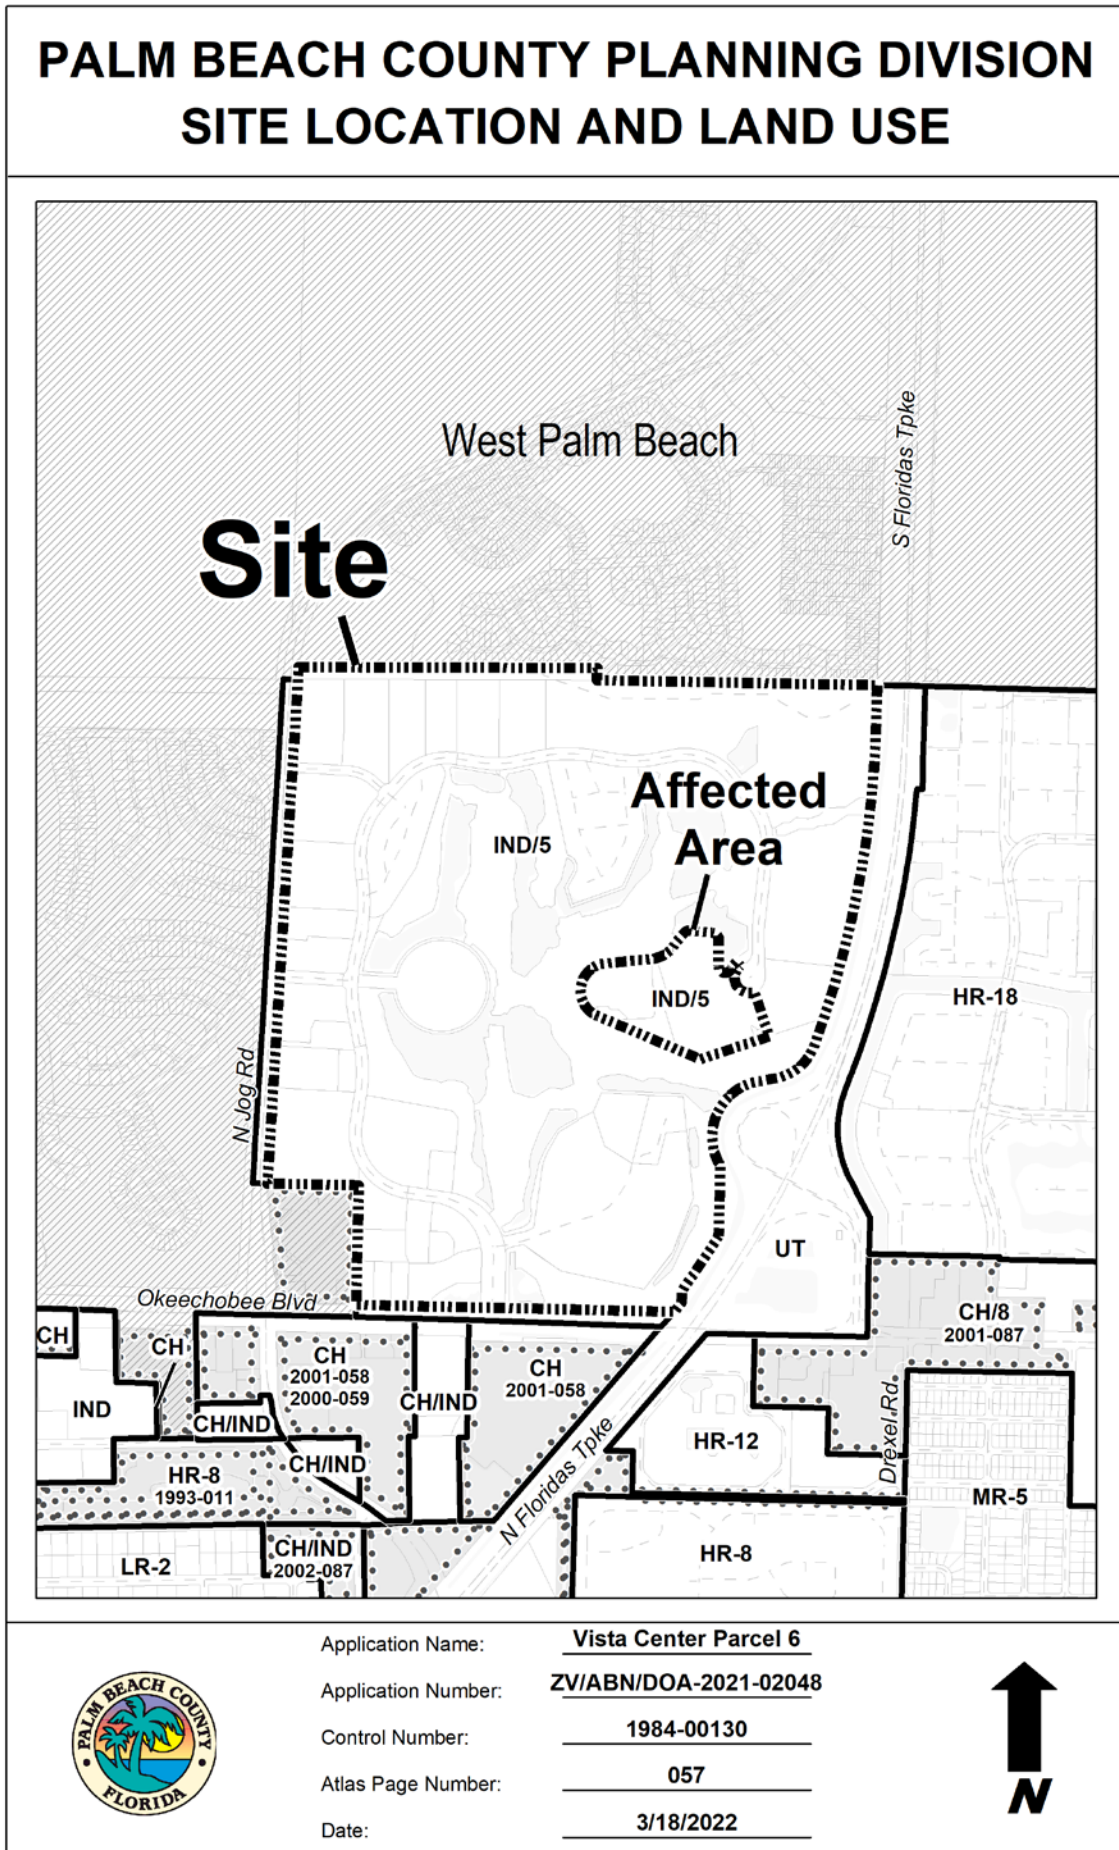 PALM BEACH COUNTY PLANNING DIVISION
SITE LOCATION AND LAND USE
West Palm Beach
S Floridas Tpke
Site
Affected
Area
IND/5
IND/5
HR-18
N Jog Rd
UT
Okeechobee Blvd
CH
CH
CH
2001-058
2000-059
CH/IND
CH
2001-058
CH/8
2001-087
IND
CH/IND
CH/IND
HR-12
Drexel Rd
HR-8
1993-011
N Floridas Tpke
MR-5
LR-2
CH/IND
2002-087
HR-8
Application Name: Vista Center Parcel 6
Application Number: ZV/ABN/DOA-2021-02048
Control Number: 1984-00130
Atlas Page Number: 057
Date: 3/18/2022
PALM BEACH COUNTY
FLORIDA
N